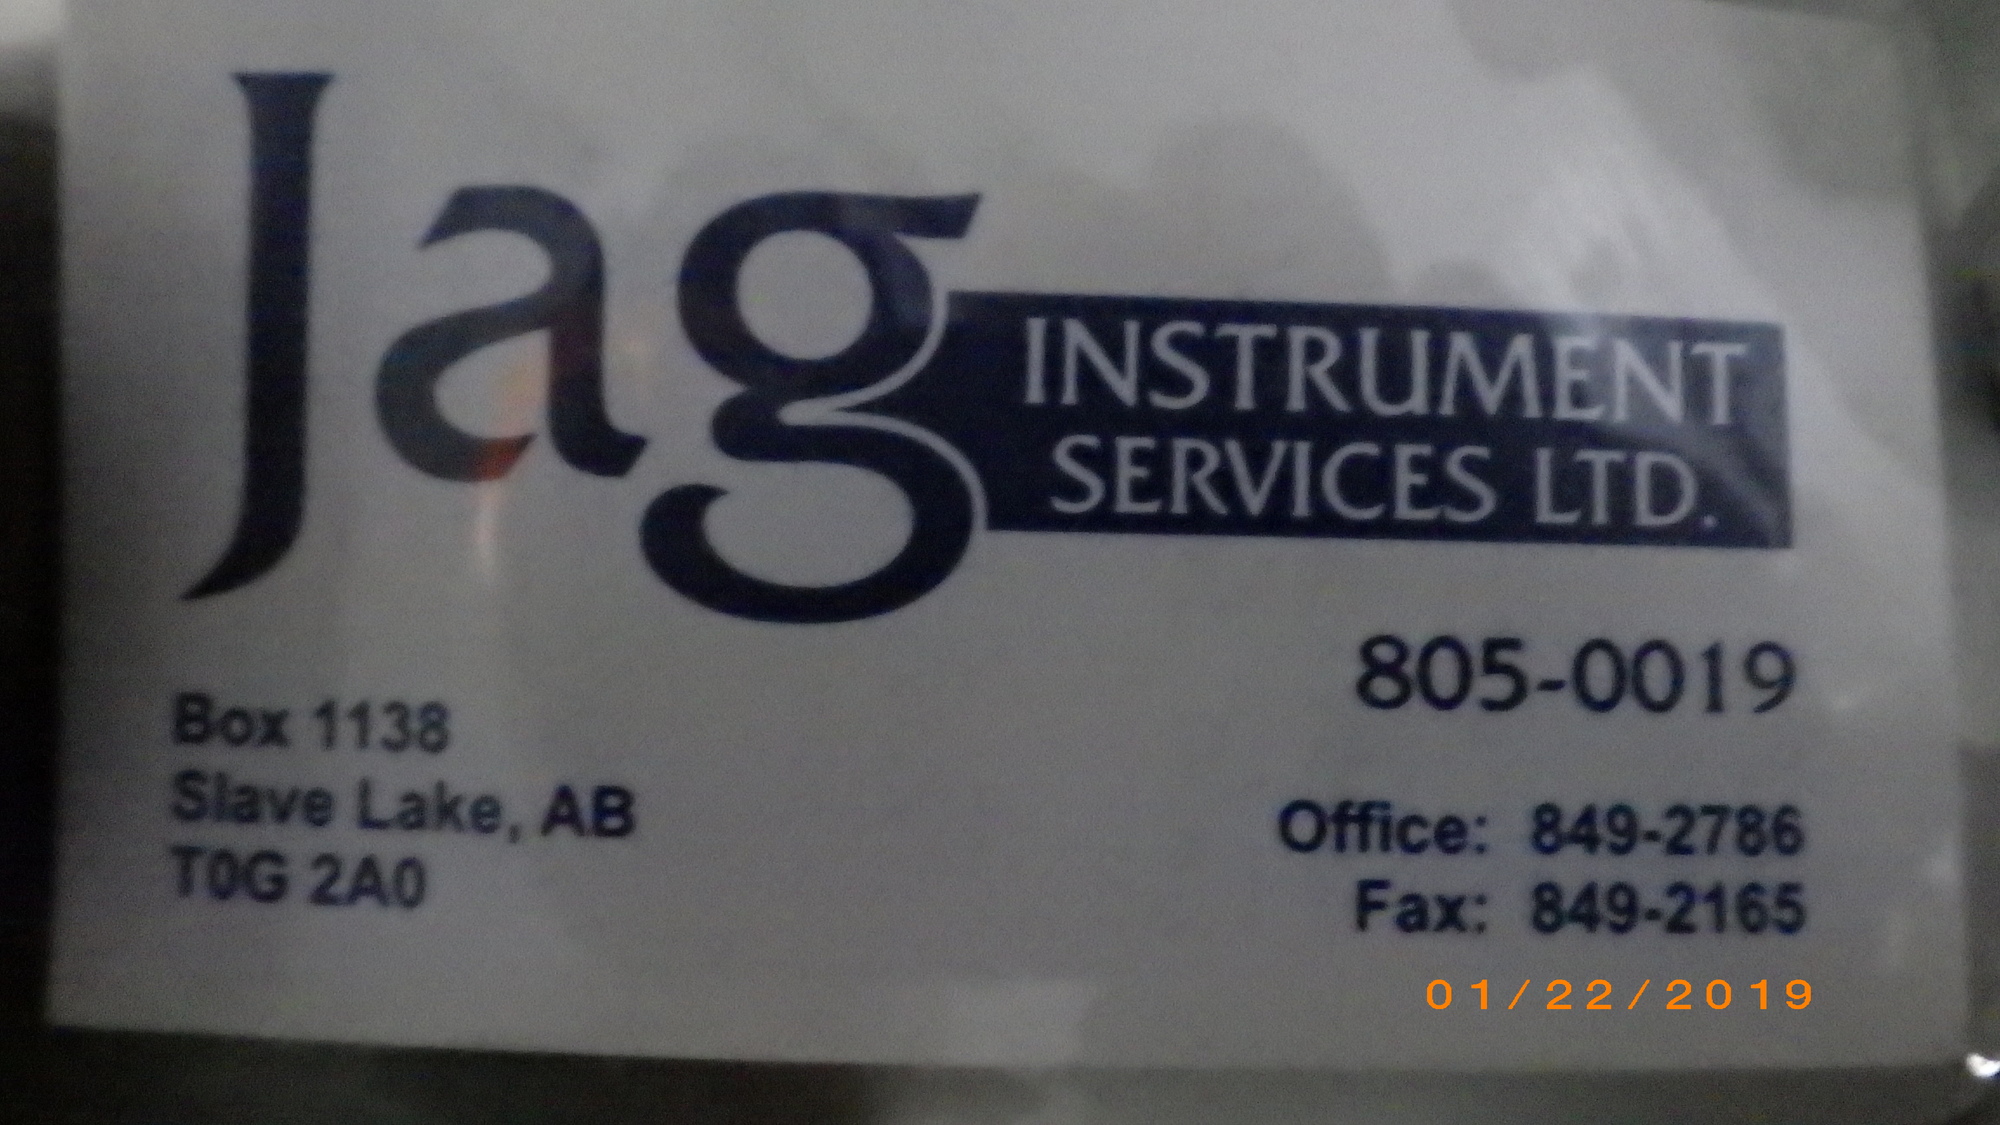 Jag
INSTRUMENT
SERVICES LTD.
805-0019
Box 1138
Slave Lake, AB
T0G 2A0
Office: 849-2786
Fax: 849-2165
01/22/2019